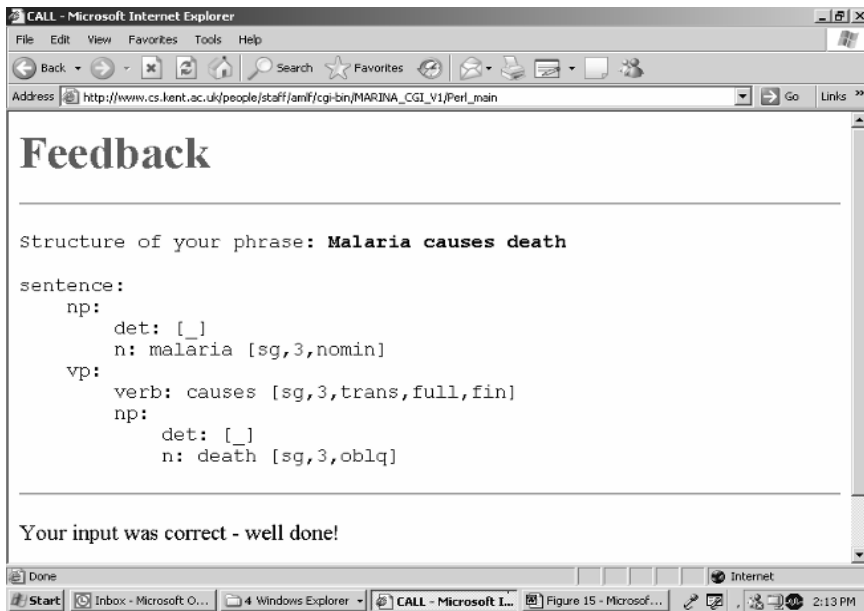 CALL - Microsoft Internet Explorer
File Edit View Favorites Tools Help
Back Search Favorites
Address http://www.cs.kent.ac.uk/people/staff/amlf/cgi-bin/MARINA_CGI_V1/Perl_main Go Links »
Feedback
Structure of your phrase: Malaria causes death
sentence:
    np:
        det: [_]
        n: malaria [sg,3,nomin]
    vp:
        verb: causes [sg,3,trans,full,fin]
        np:
            det: [_]
            n: death [sg,3,oblq]
Your input was correct - well done!
Done Internet
Start Inbox - Microsoft O... 4 Windows Explorer CALL - Microsoft I... Figure 15 - Microsof... 2:13 PM